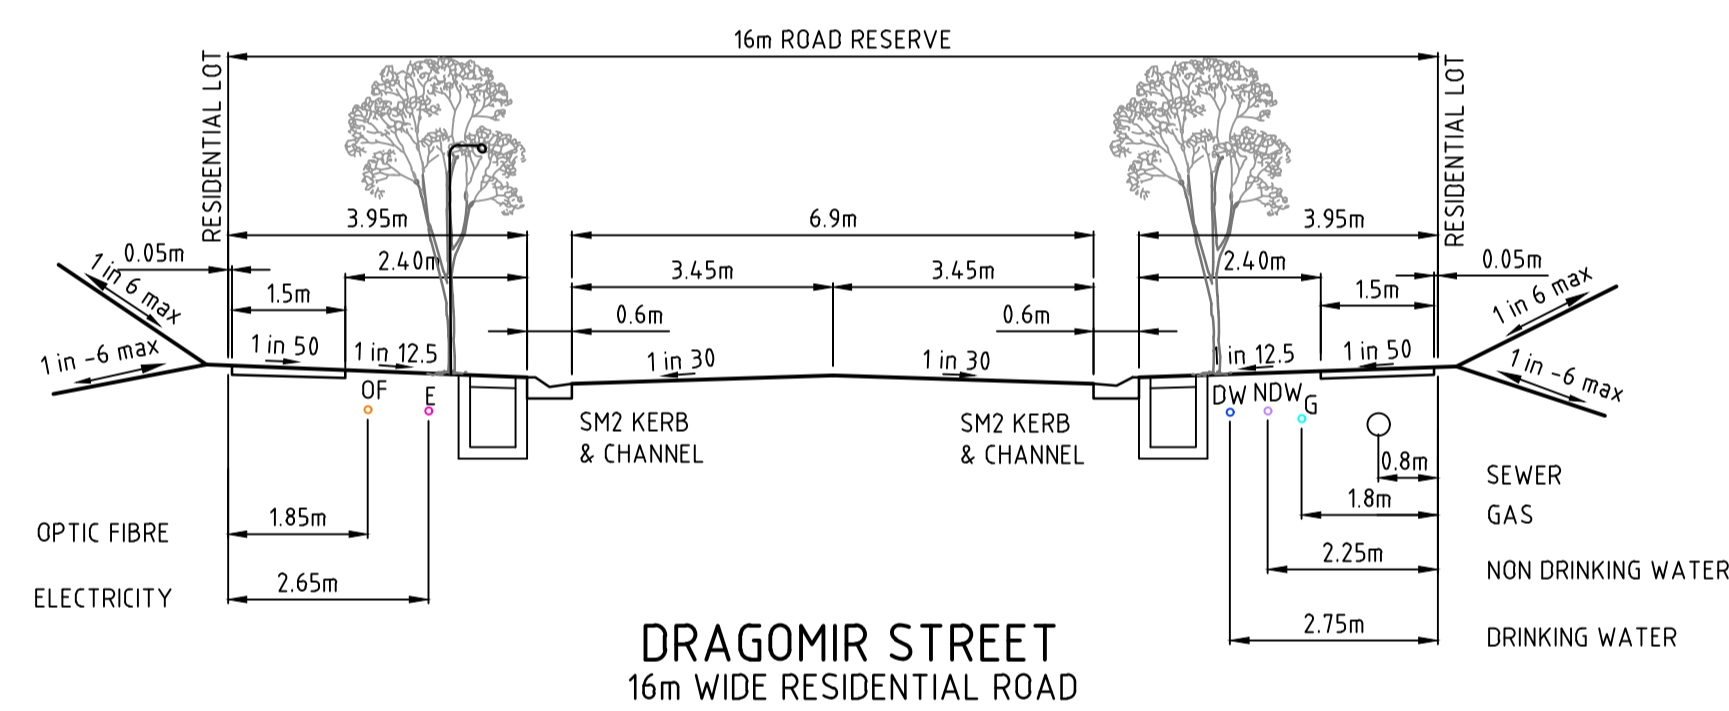 16m ROAD RESERVE
RESIDENTIAL LOT
RESIDENTIAL LOT
3.95m
6.9m
3.95m
0.05m
2.40m
3.45m
3.45m
2.40m
0.05m
1 in 6 max
1.5m
0.6m
0.6m
1.5m
1 in 6 max
1 in -6 max
1 in 50
1 in 12.5
1 in 30
1 in 30
1 in 12.5
1 in 50
1 in -6 max
OF
E
DW
NDW
G
SM2 KERB
& CHANNEL
SM2 KERB
& CHANNEL
0.8m
SEWER
1.8m
GAS
OPTIC FIBRE
1.85m
2.25m
NON DRINKING WATER
ELECTRICITY
2.65m
2.75m
DRINKING WATER
DRAGOMIR STREET
16m WIDE RESIDENTIAL ROAD